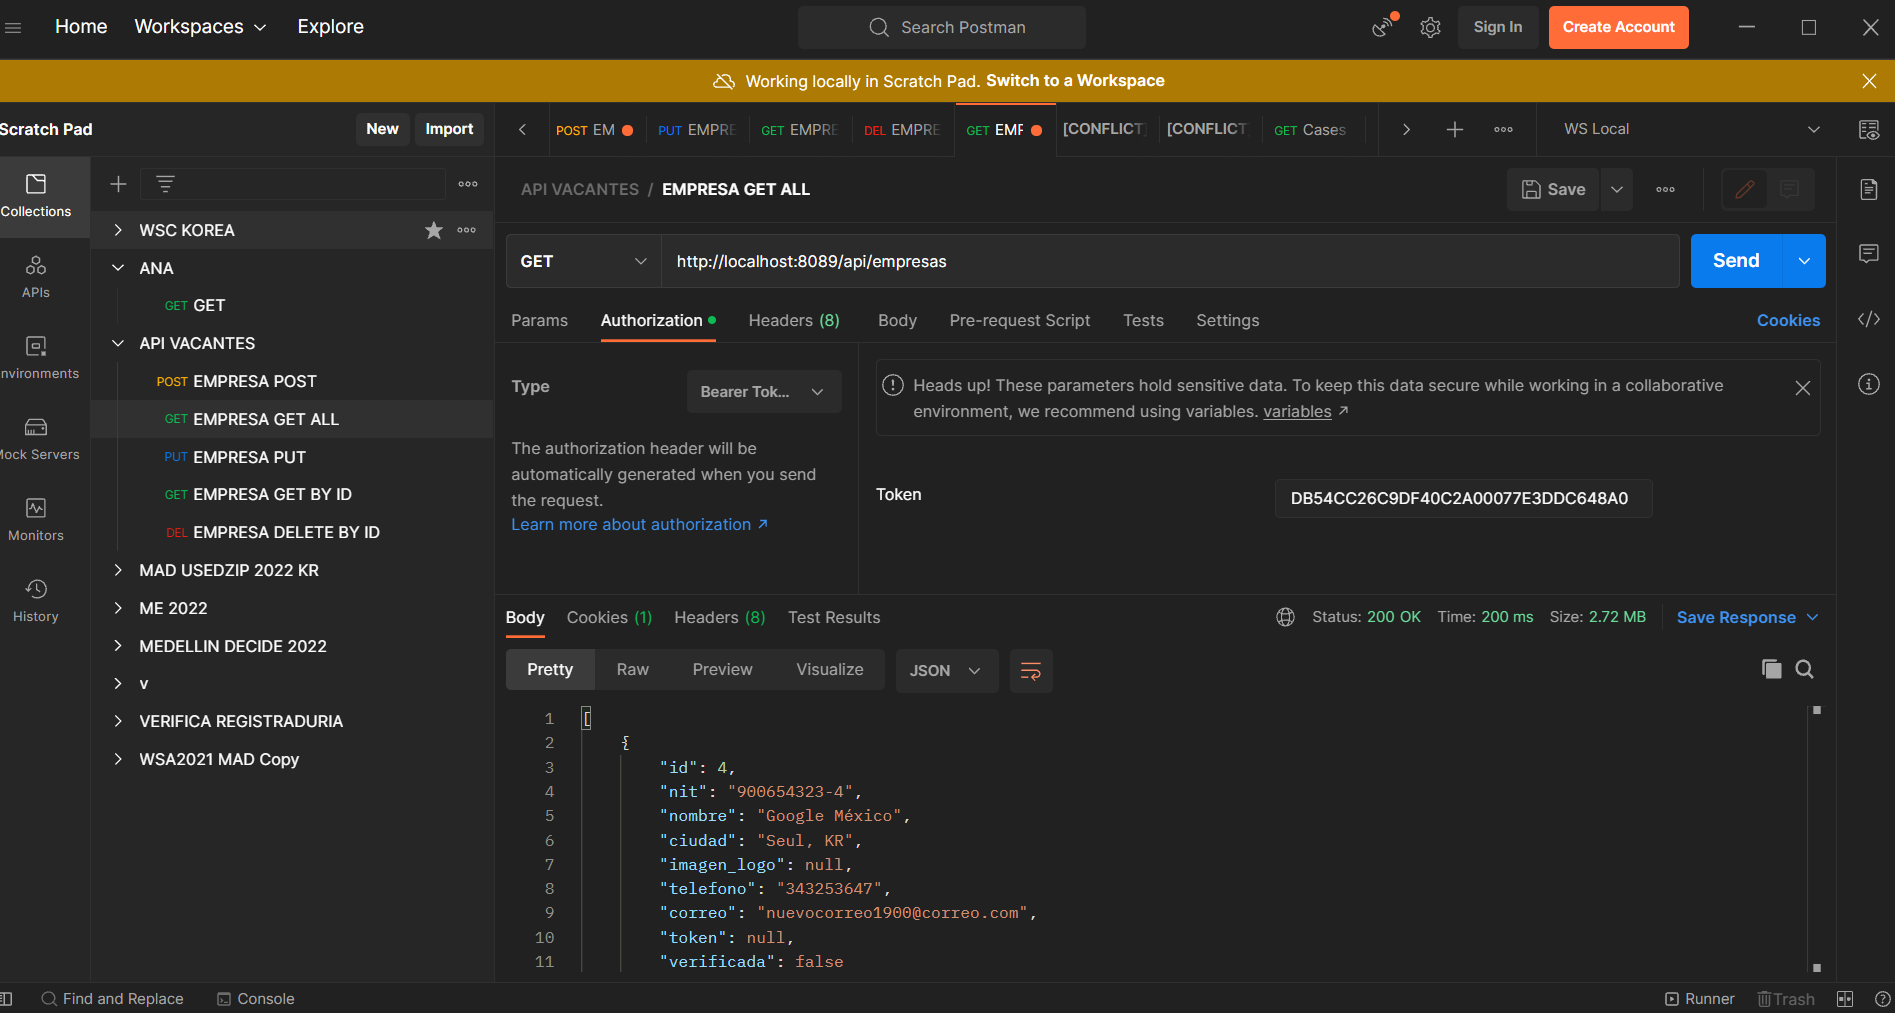 Home Workspaces Explore Search Postman Sign In Create Account
Working locally in Scratch Pad. Switch to a Workspace
Scratch Pad New Import
POST EM PUT EMPRE GET EMPRE DEL EMPRE GET EMP [CONFLICT] [CONFLICT] GET Cases WS Local
Collections
APIs
nvironments
Mock Servers
Monitors
History
WSC KOREA
ANA
GET GET
API VACANTES
POST EMPRESA POST
GET EMPRESA GET ALL
PUT EMPRESA PUT
GET EMPRESA GET BY ID
DEL EMPRESA DELETE BY ID
MAD USEDZIP 2022 KR
ME 2022
MEDELLIN DECIDE 2022
v
VERIFICA REGISTRADURIA
WSA2021 MAD Copy
API VACANTES / EMPRESA GET ALL Save
GET http://localhost:8089/api/empresas Send
Params Authorization Headers (8) Body Pre-request Script Tests Settings Cookies
Type Bearer Tok...
The authorization header will be
automatically generated when you send
the request.
Learn more about authorization ↗
Heads up! These parameters hold sensitive data. To keep this data secure while working in a collaborative
environment, we recommend using variables. variables ↗
Token DB54CC26C9DF40C2A00077E3DDC648A0
Body Cookies (1) Headers (8) Test Results Status: 200 OK Time: 200 ms Size: 2.72 MB Save Response
Pretty Raw Preview Visualize JSON
1 [
2 {
3 "id": 4,
4 "nit": "900654323-4",
5 "nombre": "Google México",
6 "ciudad": "Seul, KR",
7 "imagen_logo": null,
8 "telefono": "343253647",
9 "correo": "nuevocorreo1900@correo.com",
10 "token": null,
11 "verificada": false
Find and Replace Console Runner Trash